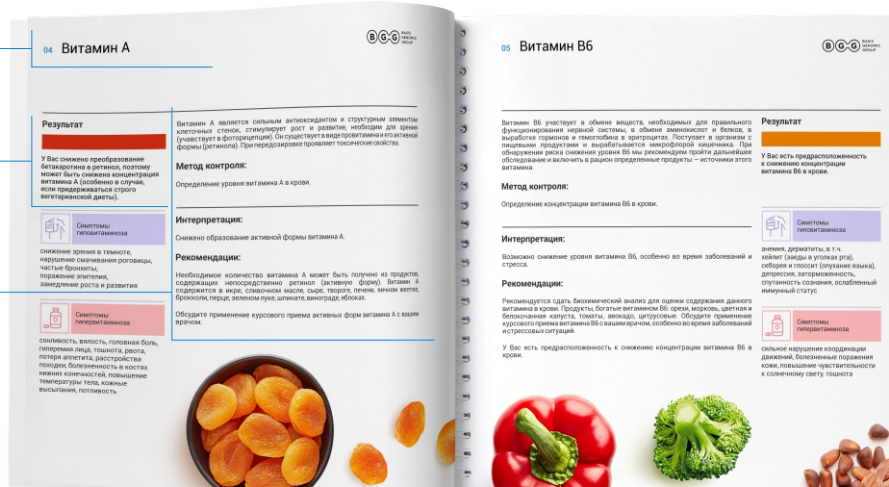 04 Витамин A
BGG BASIS GENOMIC GROUP
Результат
У Вас снижено преобразование
бетакаротина в ретинол, поэтому
может быть снижена концентрация
витамина А (особенно в случае,
если придерживаться строго
вегетарианской диеты).
Симптомы
гиповитаминоза
снижение зрения в темноте,
нарушение смачивания роговицы,
частые бронхиты,
поражение эпителия,
замедление роста и развития
Симптомы
гипервитаминоза
сонливость, вялость, головная боль,
гиперемия лица, тошнота, рвота,
потеря аппетита, расстройства
походки, болезненность в костях
нижних конечностей, повышение
температуры тела, кожные
высыпания, потливость
Витамин А является сильным антиоксидантом и структурным элементом
клеточных стенок, стимулирует рост и развитие, необходим для зрения
(учавствует в фоторецепции). Он существует в виде провитамина и его активной
формы (ретинола). При передозировке проявляет токсические свойства.
Метод контроля:
Определение уровня витамина А в крови.
Интерпретация:
Снижено образование активной формы витамина А.
Рекомендации:
Необходимое количество витамина А может быть получено из продуктов,
содержащих непосредственно ретинол (активную форму). Витамин А
содержится в икре, сливочном масле, сыре, твороге, печени, яичном желтке,
брокколи, перце, зеленом луке, шпинате, винограде, яблоках.
Обсудите применение курсового приема активных форм витамина А с вашим
врачом.
05 Витамин B6
BGG BASIS GENOMIC GROUP
Витамин В6 участвует в обмене веществ, необходимых для правильного
функционирования нервной системы, в обмене аминокислот и белков, в
выработке гормонов и гемоглобина в эритроцитах. Поступает в организм с
пищевыми продуктами и вырабатывается микрофлорой кишечника. При
обнаружении риска снижения уровня В6 мы рекомендуем пройти дальнейшее
обследование и включить в рацион определенные продукты — источники этого
витамина.
Метод контроля:
Определение концентрации витамина В6 в крови.
Интерпретация:
Возможно снижение уровня витамина В6, особенно во время заболеваний и
стресса.
Рекомендации:
Рекомендуется сдать биохимический анализ для оценки содержания данного
витамина в крови. Продукты, богатые витамином В6: орехи, морковь, цветная и
белокочанная капуста, томаты, авокадо, цитрусовые. Обсудите применение
курсового приема витамина В6 с вашим врачом, особенно во время заболеваний
и стрессовых ситуаций.
У Вас есть предрасположенность к снижению концентрации витамина В6 в
крови.
Результат
У Вас есть предрасположенность
к снижению концентрации
витамина В6 в крови.
Симптомы
гиповитаминоза
анемия, дерматиты, в т.ч.
хейлит (заеды в уголках рта),
себорея и глоссит (опухание языка),
депрессия, заторможенность,
спутанность сознания, ослабленный
иммунный статус
Симптомы
гипервитаминоза
сильное нарушение координации
движений, болезненные поражения
кожи, повышение чувствительности
к солнечному свету, тошнота